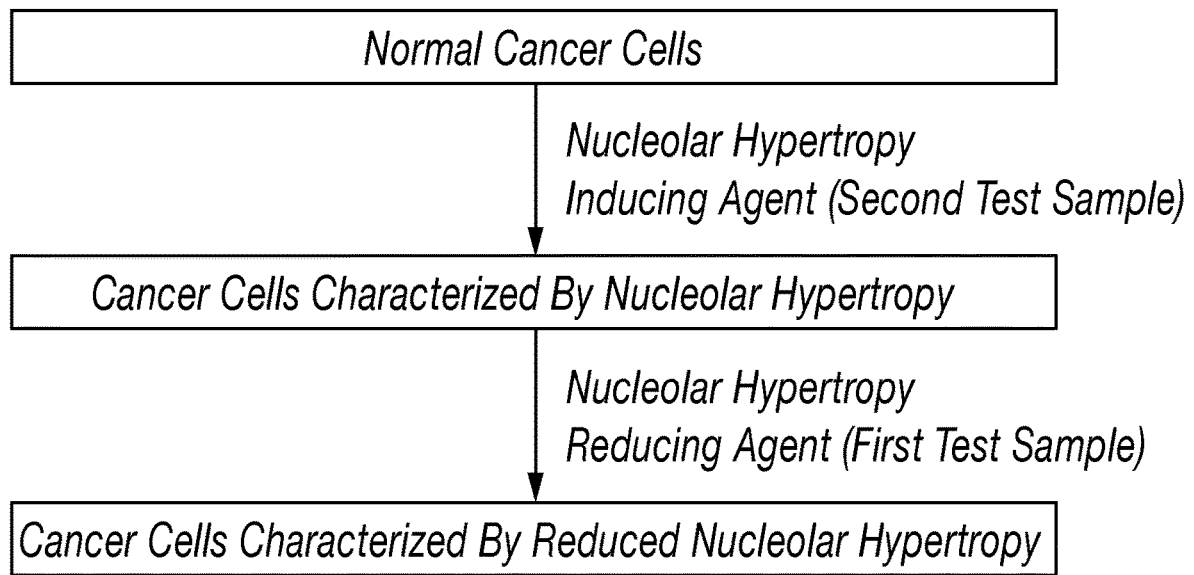 Normal Cancer Cells
Nucleolar Hypertropy
Inducing Agent (Second Test Sample)
Cancer Cells Characterized By Nucleolar Hypertropy
Nucleolar Hypertropy
Reducing Agent (First Test Sample)
Cancer Cells Characterized By Reduced Nucleolar Hypertropy